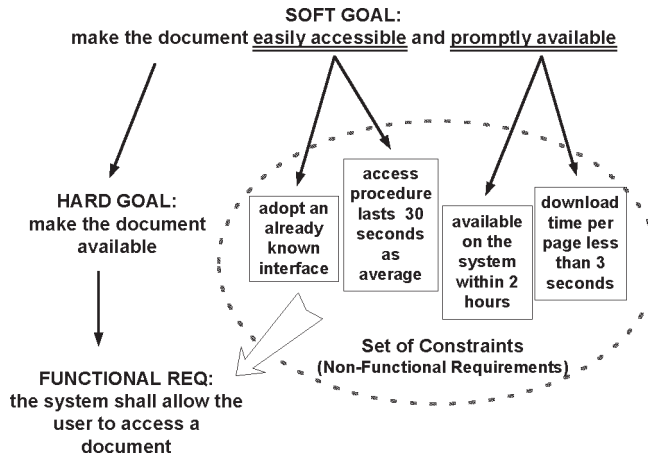 SOFT GOAL:
make the document easily accessible and promptly available
HARD GOAL:
make the document
available
adopt an
already
known
interface
access
procedure
lasts 30
seconds
as
average
available
on the
system
within 2
hours
download
time per
page less
than 3
seconds
Set of Constraints
(Non-Functional Requirements)
FUNCTIONAL REQ:
the system shall allow the
user to access a
document